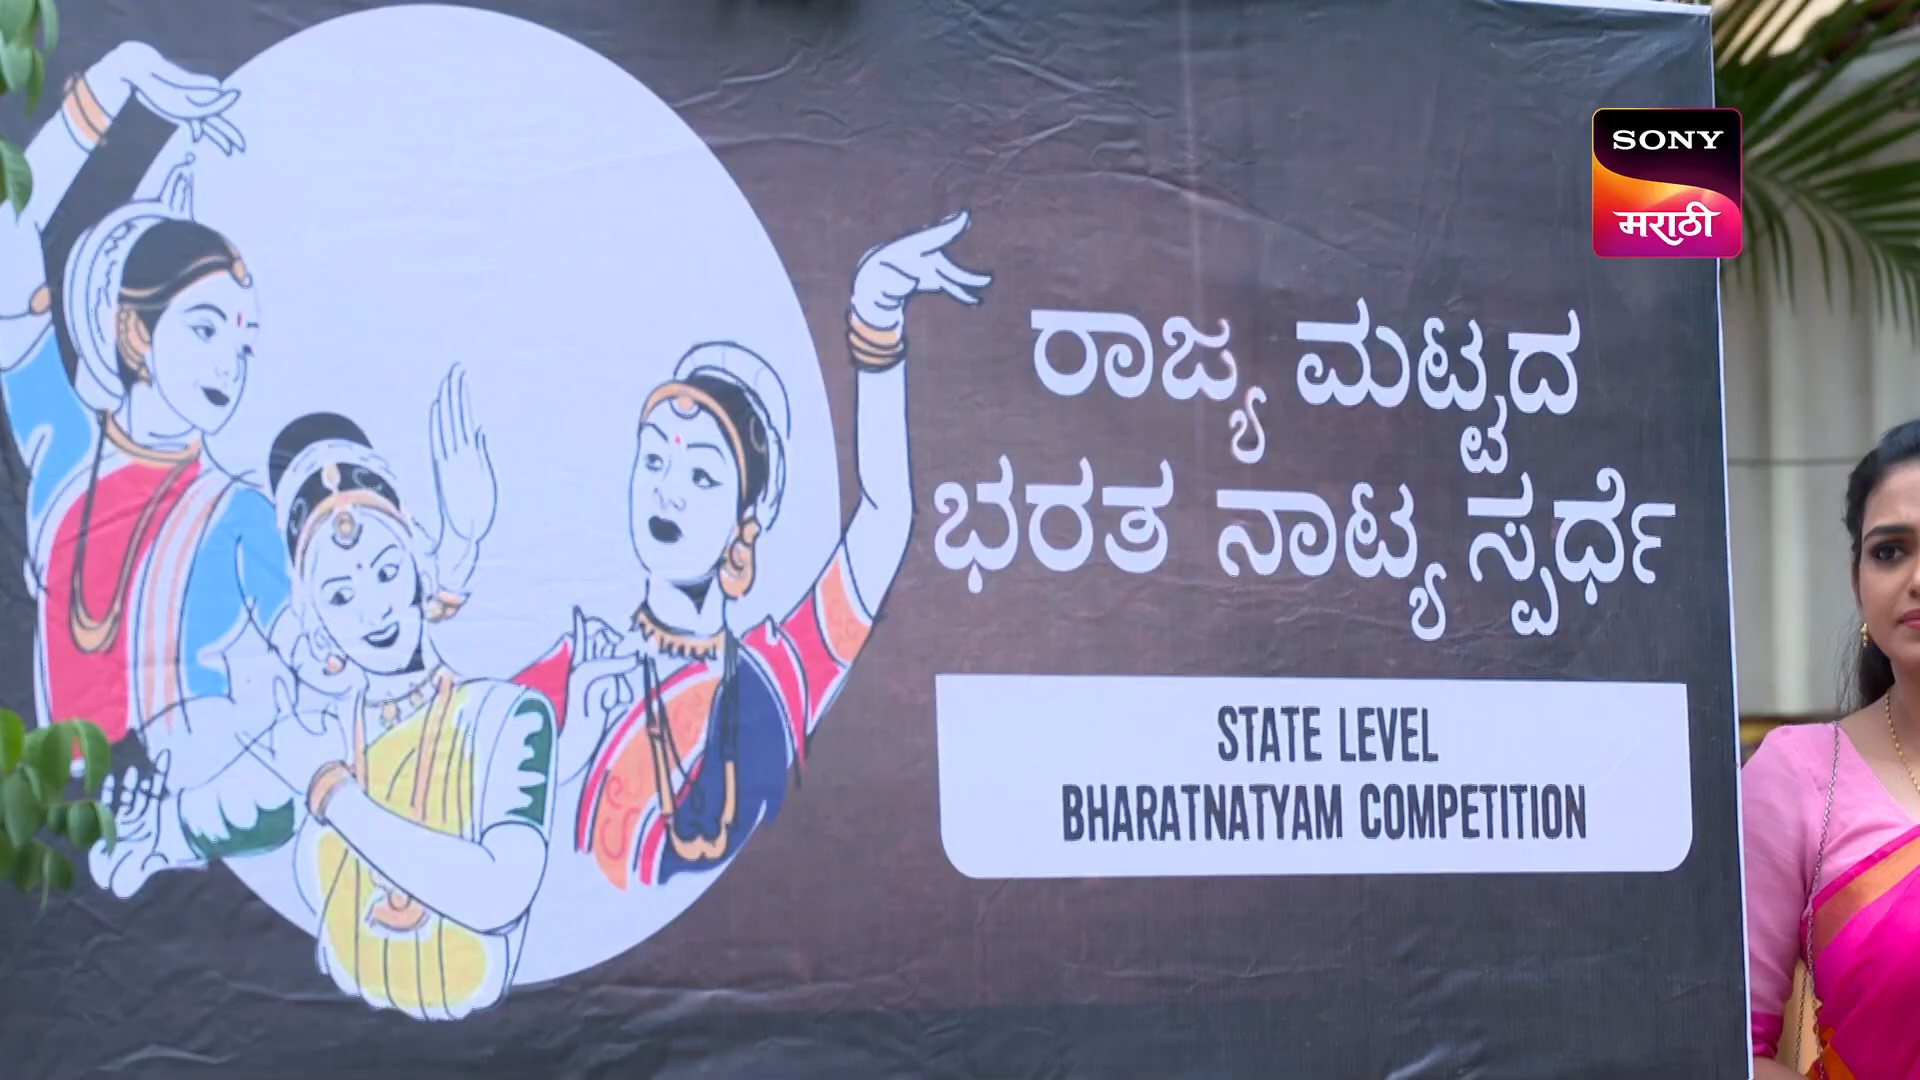 SONY
मराठी
ರಾಜ್ಯ ಮಟ್ಟದ
ಭರತ ನಾಟ್ಯ ಸ್ಪರ್ಧೆ
STATE LEVEL
BHARATNATYAM COMPETITION